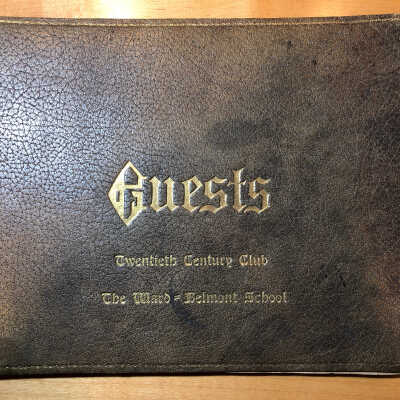 Guests
Twentieth Century Club
The Ward-Belmont School